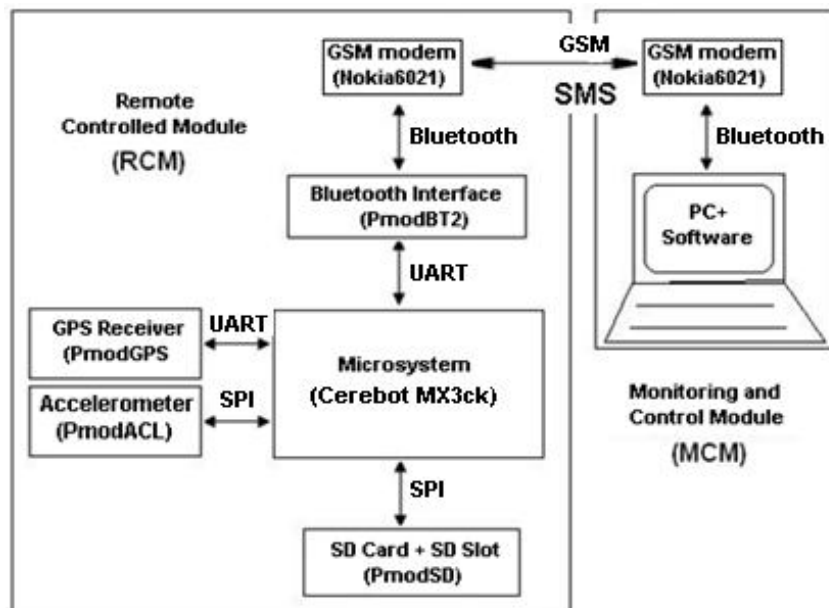 GSM modem
(Nokia6021)
GSM
SMS
GSM modem
(Nokia6021)
Remote
Controlled Module
(RCM)
Bluetooth
Bluetooth
Bluetooth Interface
(PmodBT2)
PC+
Software
UART
GPS Receiver
(PmodGPS
UART
Microsystem
(Cerebot MX3ck)
Accelerometer
(PmodACL)
SPI
Monitoring and
Control Module
(MCM)
SPI
SD Card + SD Slot
(PmodSD)